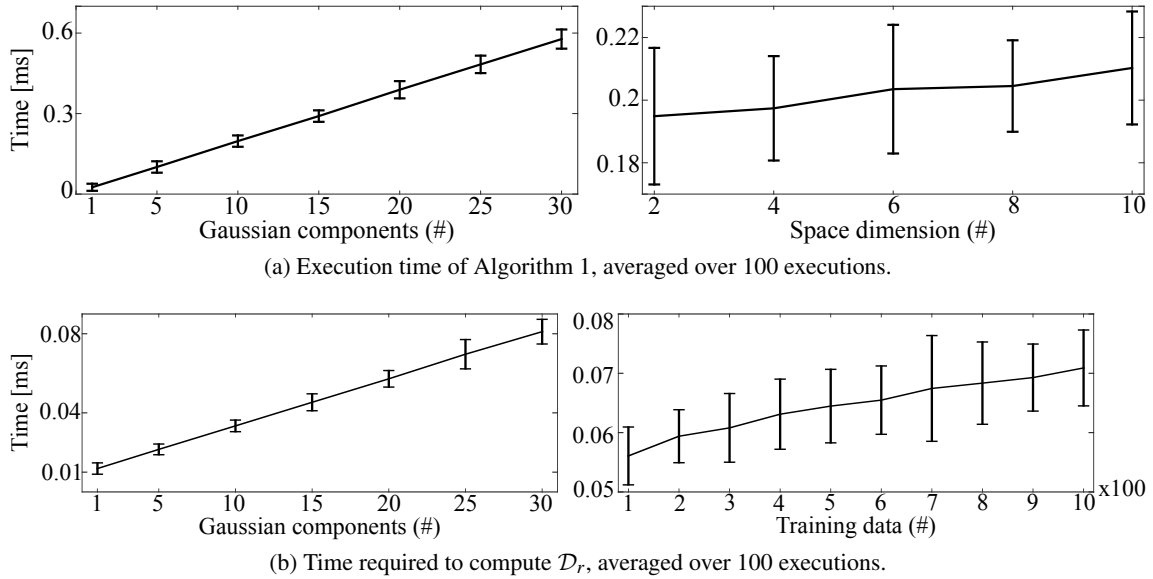 Time [ms]
0.6
0.3
0
1 5 10 15 20 25 30
Gaussian components (#)
0.22
0.2
0.18
2 4 6 8 10
Space dimension (#)
(a) Execution time of Algorithm 1, averaged over 100 executions.
Time [ms]
0.08
0.04
0.01
1 5 10 15 20 25 30
Gaussian components (#)
0.08
0.07
0.06
0.05
1 2 3 4 5 6 7 8 9 10 x100
Training data (#)
(b) Time required to compute 𝒟ᵣ, averaged over 100 executions.